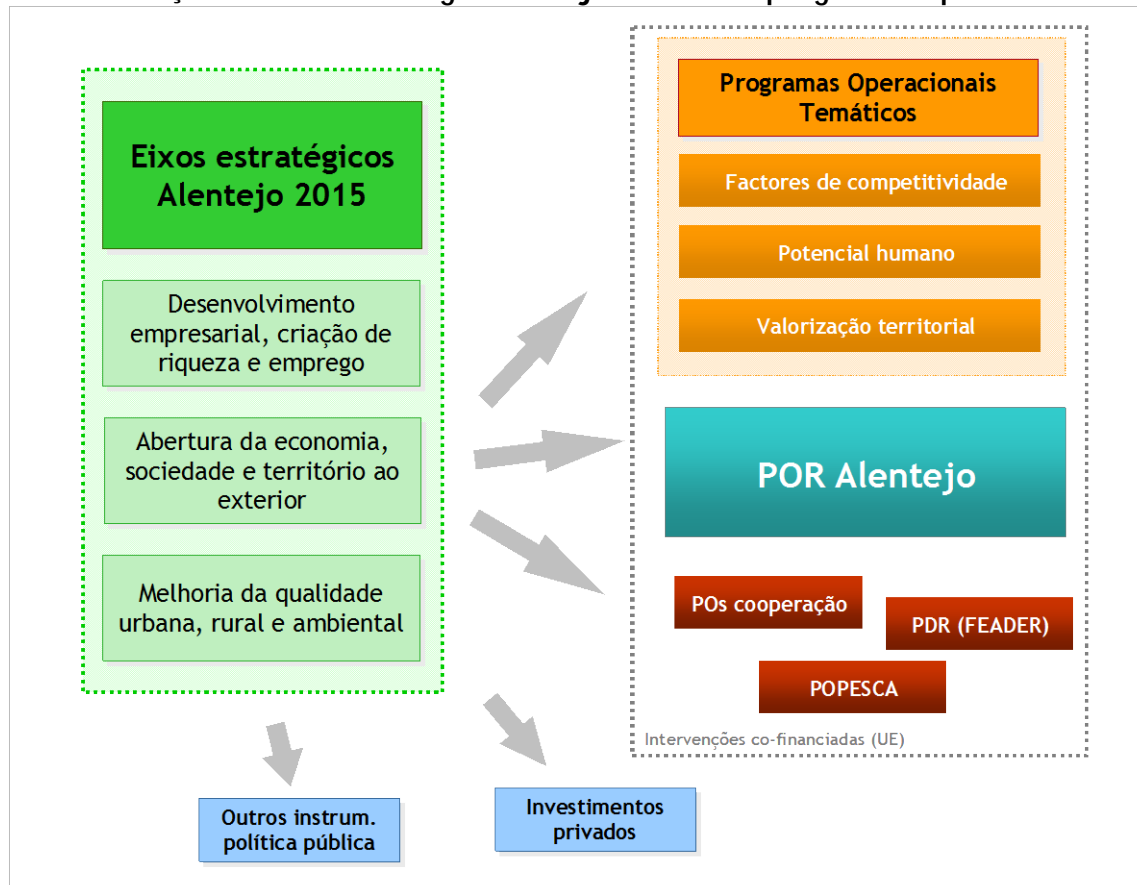 Eixos estratégicos
Alentejo 2015
Desenvolvimento
empresarial, criação de
riqueza e emprego
Abertura da economia,
sociedade e território ao
exterior
Melhoria da qualidade
urbana, rural e ambiental
Programas Operacionais
Temáticos
Factores de competitividade
Potencial humano
Valorização territorial
POR Alentejo
POs cooperação
PDR (FEADER)
POPESCA
Intervenções co-financiadas (UE)
Outros instrum.
política pública
Investimentos
privados